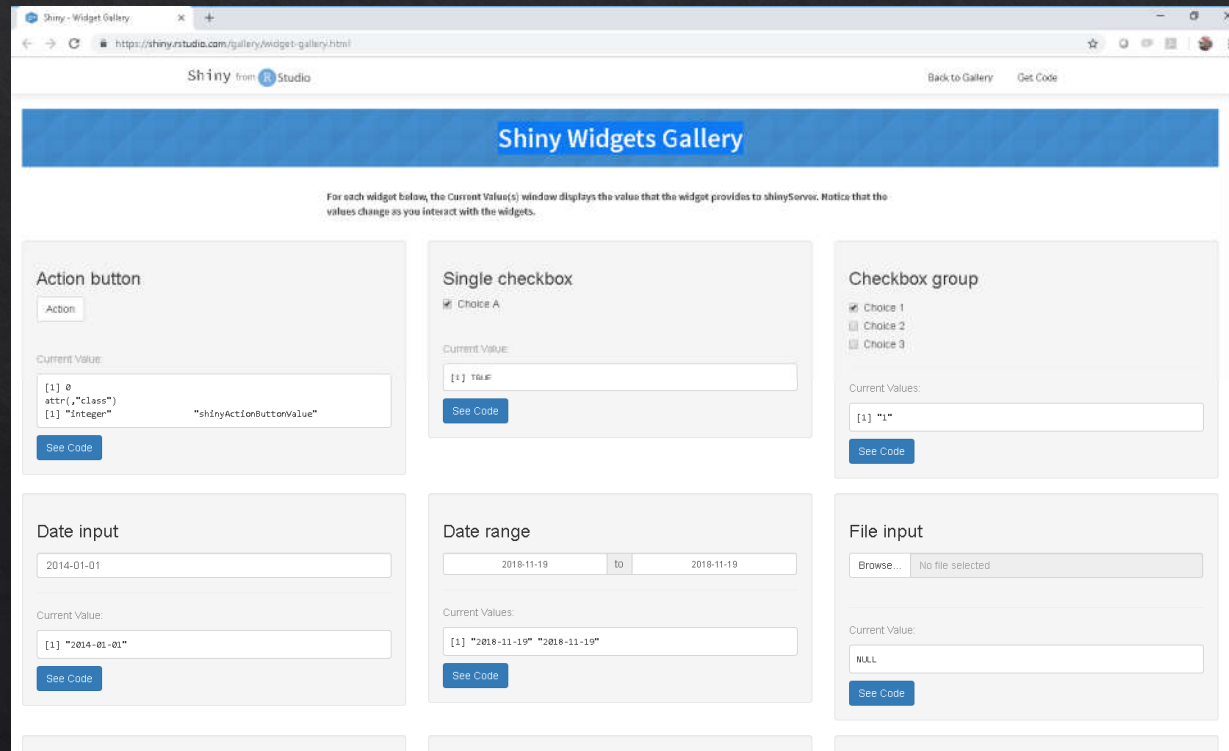 Shiny - Widget Gallery
https://shiny.rstudio.com/gallery/widget-gallery.html
Shiny from R Studio
Back to Gallery Get Code
Shiny Widgets Gallery
For each widget below, the Current Value(s) window displays the value that the widget provides to shinyServer. Notice that the
values change as you interact with the widgets.
Action button
Action
Current Value:
[1] 0
attr(,"class")
[1] "integer" "shinyActionButtonValue"
See Code
Single checkbox
Choice A
Current Value:
[1] TRUE
See Code
Checkbox group
Choice 1
Choice 2
Choice 3
Current Values:
[1] "1"
See Code
Date input
2014-01-01
Current Value:
[1] "2014-01-01"
See Code
Date range
2018-11-19 to 2018-11-19
Current Values:
[1] "2018-11-19" "2018-11-19"
See Code
File input
Browse... No file selected
Current Value:
NULL
See Code